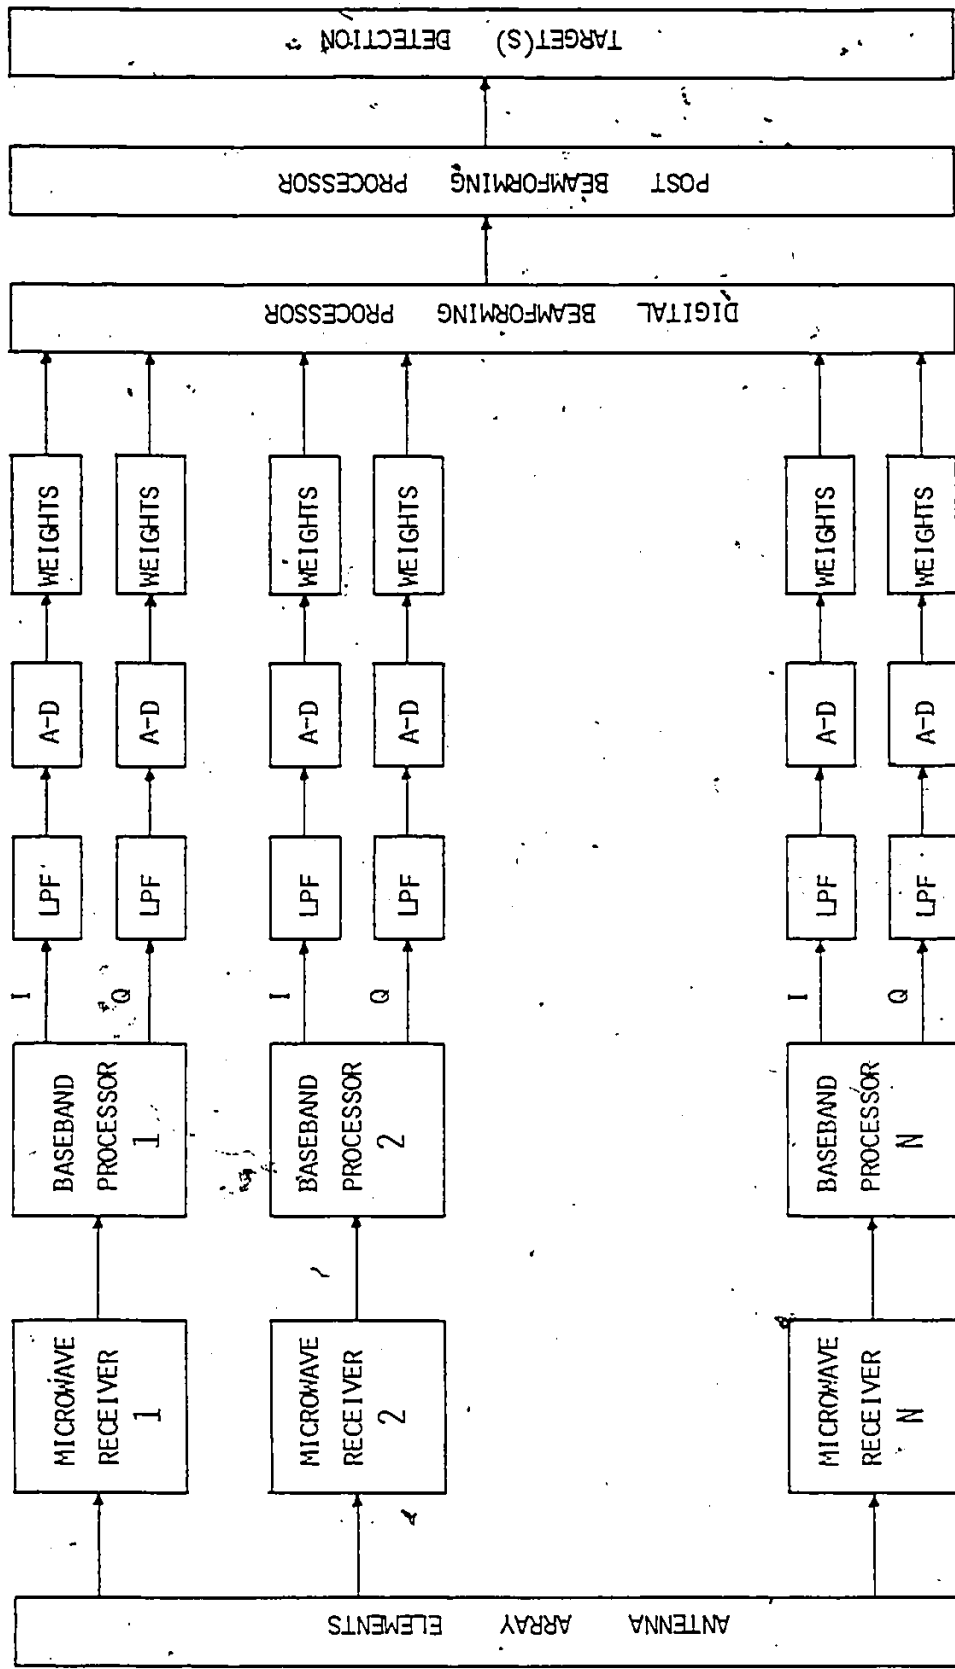 ANTENNA ARRAY ELEMENTS
MICROWAVE
RECEIVER
1
BASEBAND
PROCESSOR
1
I
LPF
A-D
WEIGHTS
Q
LPF
A-D
WEIGHTS
MICROWAVE
RECEIVER
2
BASEBAND
PROCESSOR
2
I
LPF
A-D
WEIGHTS
Q
LPF
A-D
WEIGHTS
MICROWAVE
RECEIVER
N
BASEBAND
PROCESSOR
N
I
LPF
A-D
WEIGHTS
Q
LPF
A-D
WEIGHTS
DIGITAL BEAMFORMING PROCESSOR
POST BEAMFORMING PROCESSOR
TARGET(S) DETECTION